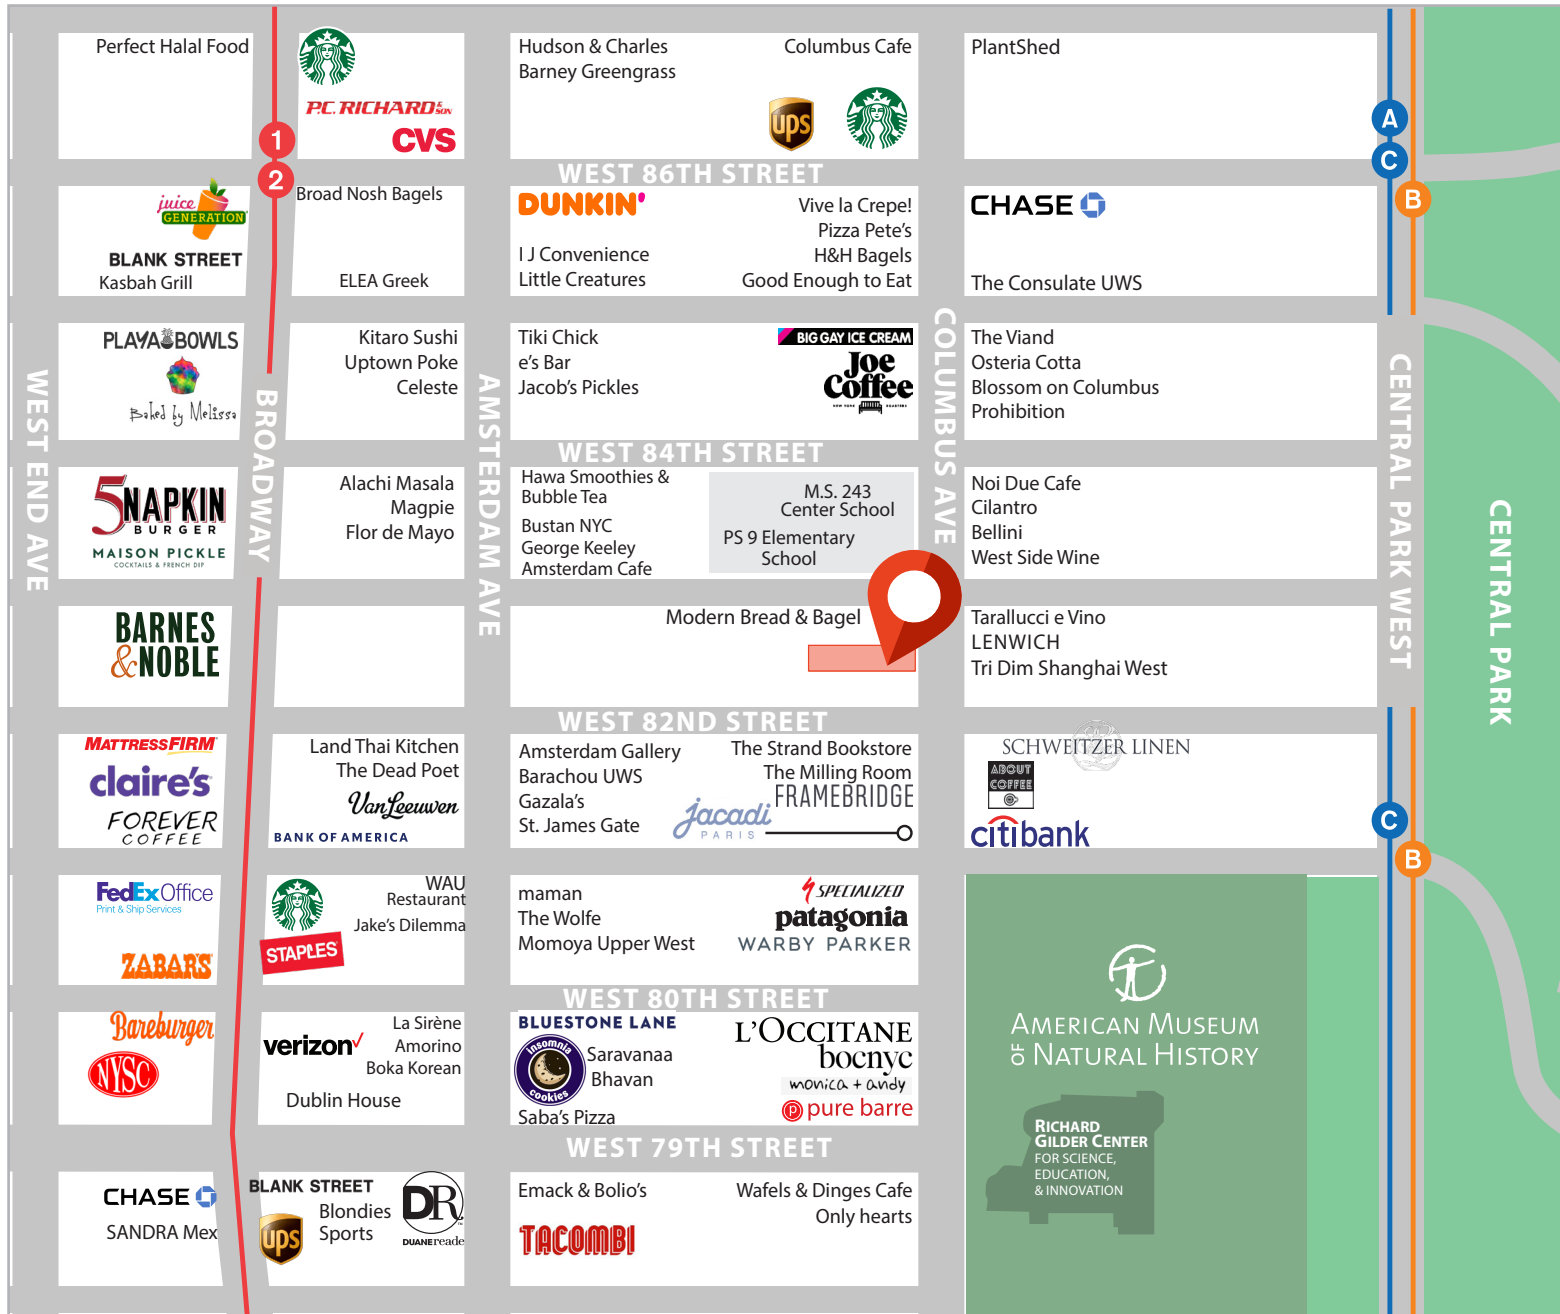 Perfect Halal Food
P.C. RICHARD & SON
CVS
Hudson & Charles
Barney Greengrass
Columbus Cafe
ups
PlantShed
1
2
A
C
B
WEST 86TH STREET
juice
GENERATION
BLANK STREET
Kasbah Grill
Broad Nosh Bagels
ELEA Greek
DUNKIN'
I J Convenience
Little Creatures
Vive la Crepe!
Pizza Pete's
H&H Bagels
Good Enough to Eat
CHASE
The Consulate UWS
PLAYA BOWLS
Baked by Melissa
Kitaro Sushi
Uptown Poke
Celeste
Tiki Chick
e's Bar
Jacob's Pickles
BIG GAY ICE CREAM
Joe
Coffee
NEW YORK ROASTERS
The Viand
Osteria Cotta
Blossom on Columbus
Prohibition
WEST END AVE
BROADWAY
AMSTERDAM AVE
COLUMBUS AVE
CENTRAL PARK WEST
CENTRAL PARK
WEST 84TH STREET
5 NAPKIN
BURGER
MAISON PICKLE
COCKTAILS & FRENCH DIP
Alachi Masala
Magpie
Flor de Mayo
Hawa Smoothies &
Bubble Tea
Bustan NYC
George Keeley
Amsterdam Cafe
M.S. 243
Center School
PS 9 Elementary
School
Noi Due Cafe
Cilantro
Bellini
West Side Wine
BARNES
&NOBLE
Modern Bread & Bagel
Tarallucci e Vino
LENWICH
Tri Dim Shanghai West
WEST 82ND STREET
MATTRESSFIRM
claire's
FOREVER
COFFEE
Land Thai Kitchen
The Dead Poet
Van Leeuwen
BANK OF AMERICA
Amsterdam Gallery
Barachou UWS
Gazala's
St. James Gate
The Strand Bookstore
The Milling Room
FRAMEBRIDGE
jacadi
PARIS
SCHWEITZER LINEN
ABOUT
COFFEE
citibank
C
B
FedEx Office
Print & Ship Services
ZABAR'S
STAPLES
WAU
Restaurant
Jake's Dilemma
maman
The Wolfe
Momoya Upper West
SPECIALIZED
patagonia
WARBY PARKER
WEST 80TH STREET
Bareburger
NYSC
verizon
La Sirène
Amorino
Boka Korean
Dublin House
BLUESTONE LANE
insomnia
cookies
Saravanaa
Bhavan
Saba's Pizza
L'OCCITANE
bocnyc
monica + andy
p pure barre
AMERICAN MUSEUM
OF NATURAL HISTORY
RICHARD
GILDER CENTER
FOR SCIENCE,
EDUCATION,
& INNOVATION
WEST 79TH STREET
CHASE
SANDRA Mex
BLANK STREET
ups
Blondies
Sports
DR
DUANEreade
Emack & Bolio's
TACOMBI
Wafels & Dinges Cafe
Only hearts